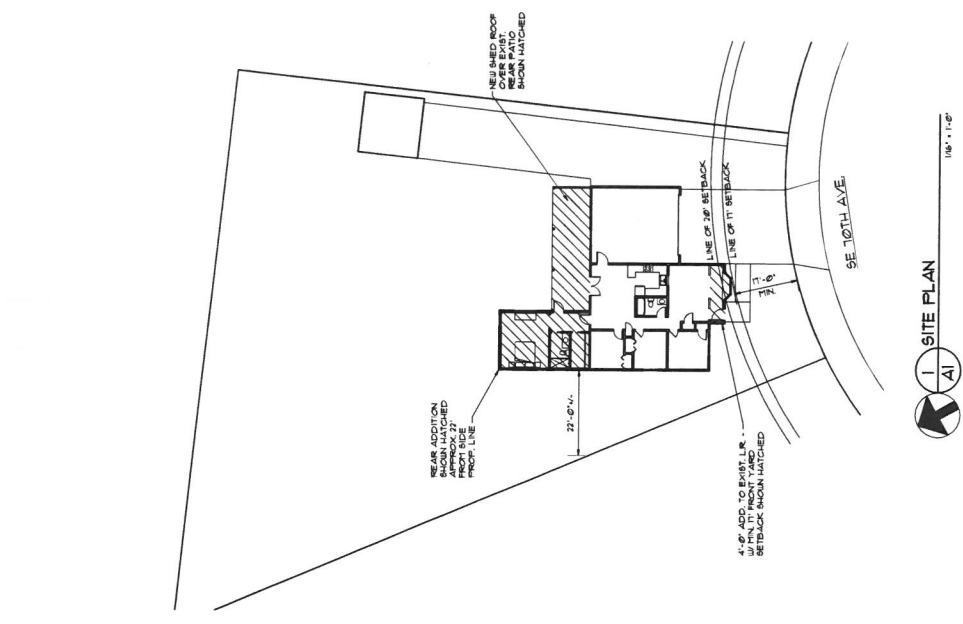 NEW SHED ROOF
OVER EXIST.
REAR PATIO
SHOWN HATCHED
LINE OF 20' SETBACK
LINE OF 17' SETBACK
17'-0"
MIN.
SE 70TH AVE.
REAR ADDITION
SHOWN HATCHED
APPROX. 22'
FROM SIDE
PROP. LINE
22'-0"+/-
4'-0" ADD. TO EXIST. L.R. -
W/ MIN. 17' FRONT YARD
SETBACK SHOWN HATCHED
1
A1
SITE PLAN
1/16" = 1'-0"